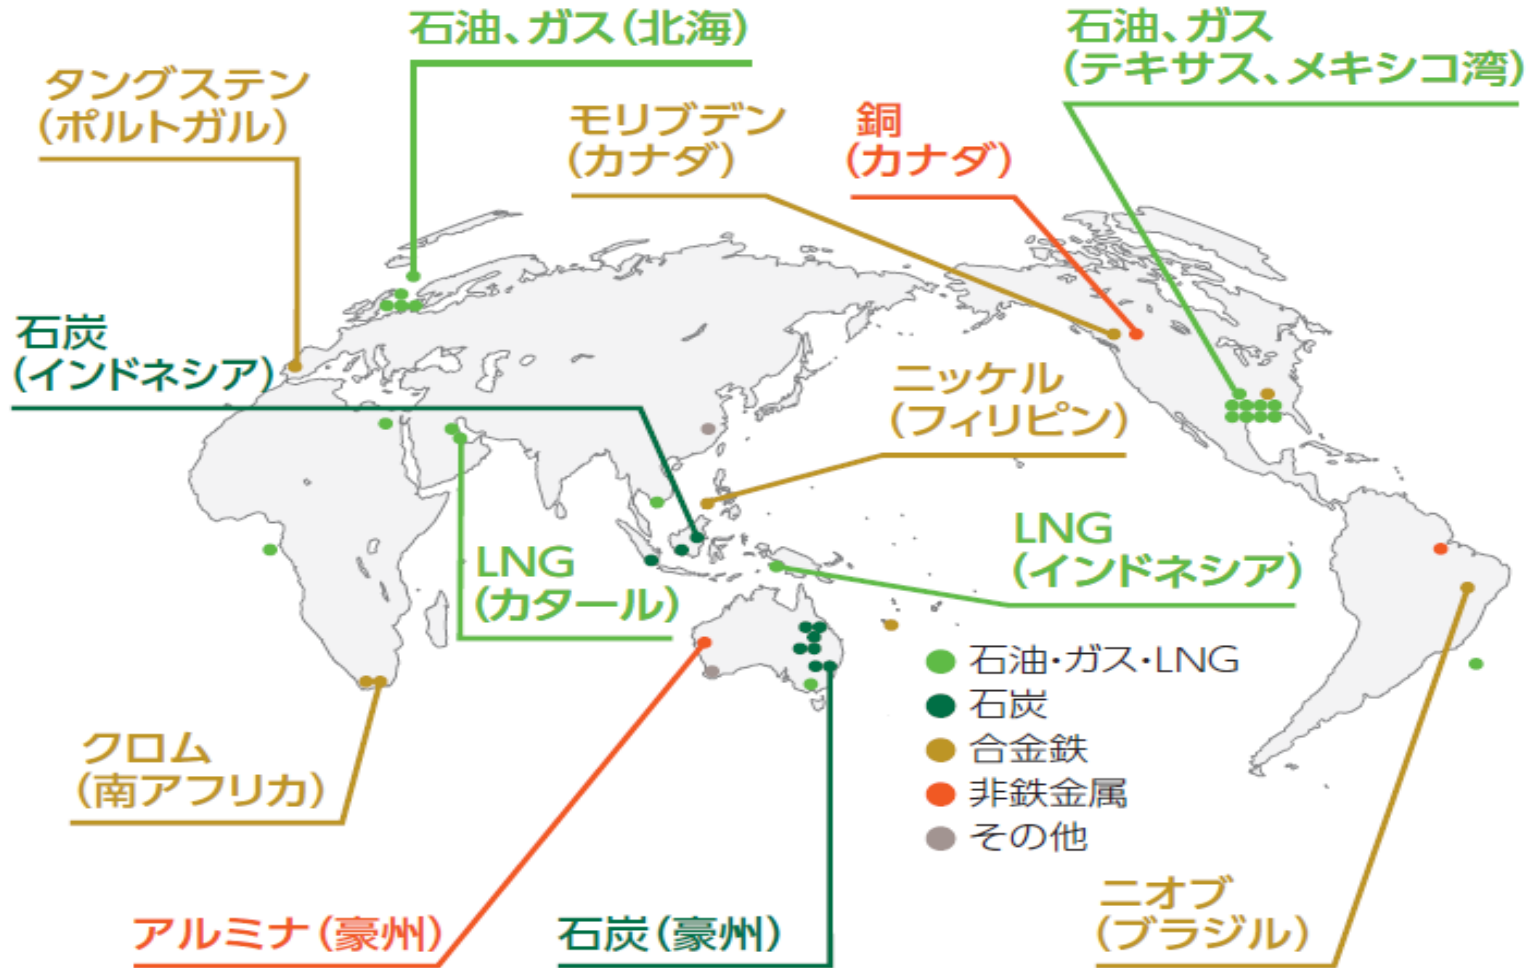 石油、ガス（北海）
石油、ガス
（テキサス、メキシコ湾）
タングステン
（ポルトガル）
モリブデン
（カナダ）
銅
（カナダ）
石炭
（インドネシア）
ニッケル
（フィリピン）
LNG
（カタール）
LNG
（インドネシア）
石油・ガス・LNG
石炭
合金鉄
非鉄金属
その他
クロム
（南アフリカ）
アルミナ（豪州）
石炭（豪州）
ニオブ
（ブラジル）